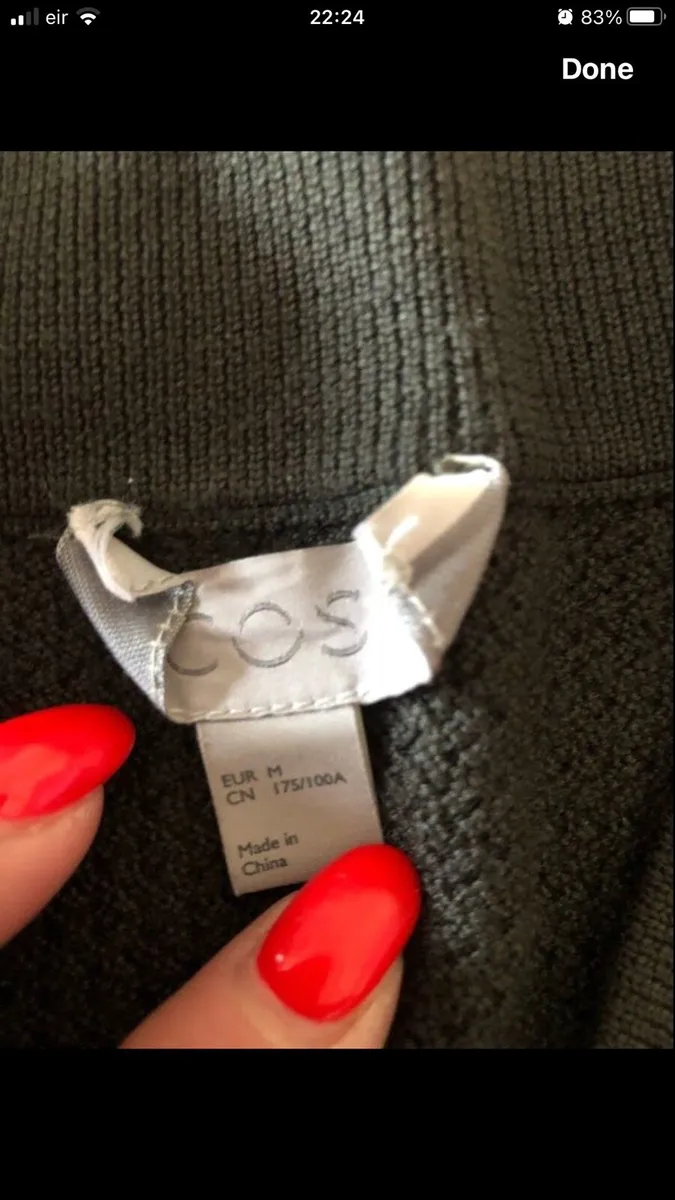 eir 22:24 83%
Done
COS
EUR M
CN 175/100A
Made in
China